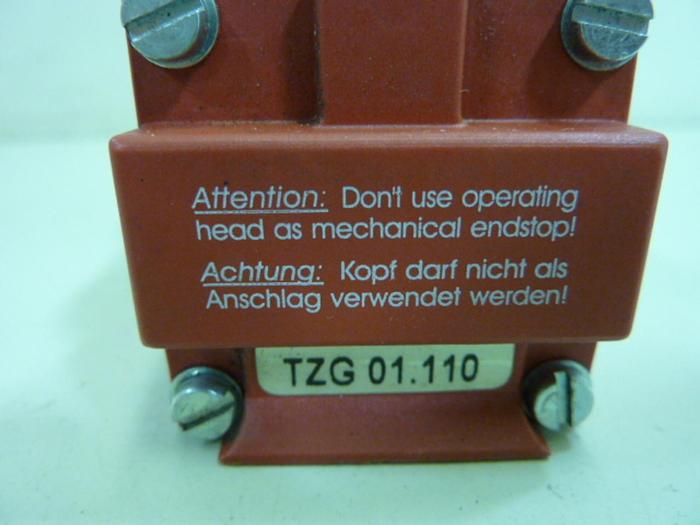 Attention: Don't use operating
head as mechanical endstop!
Achtung: Kopf darf nicht als
Anschlag verwendet werden!
TZG 01.110